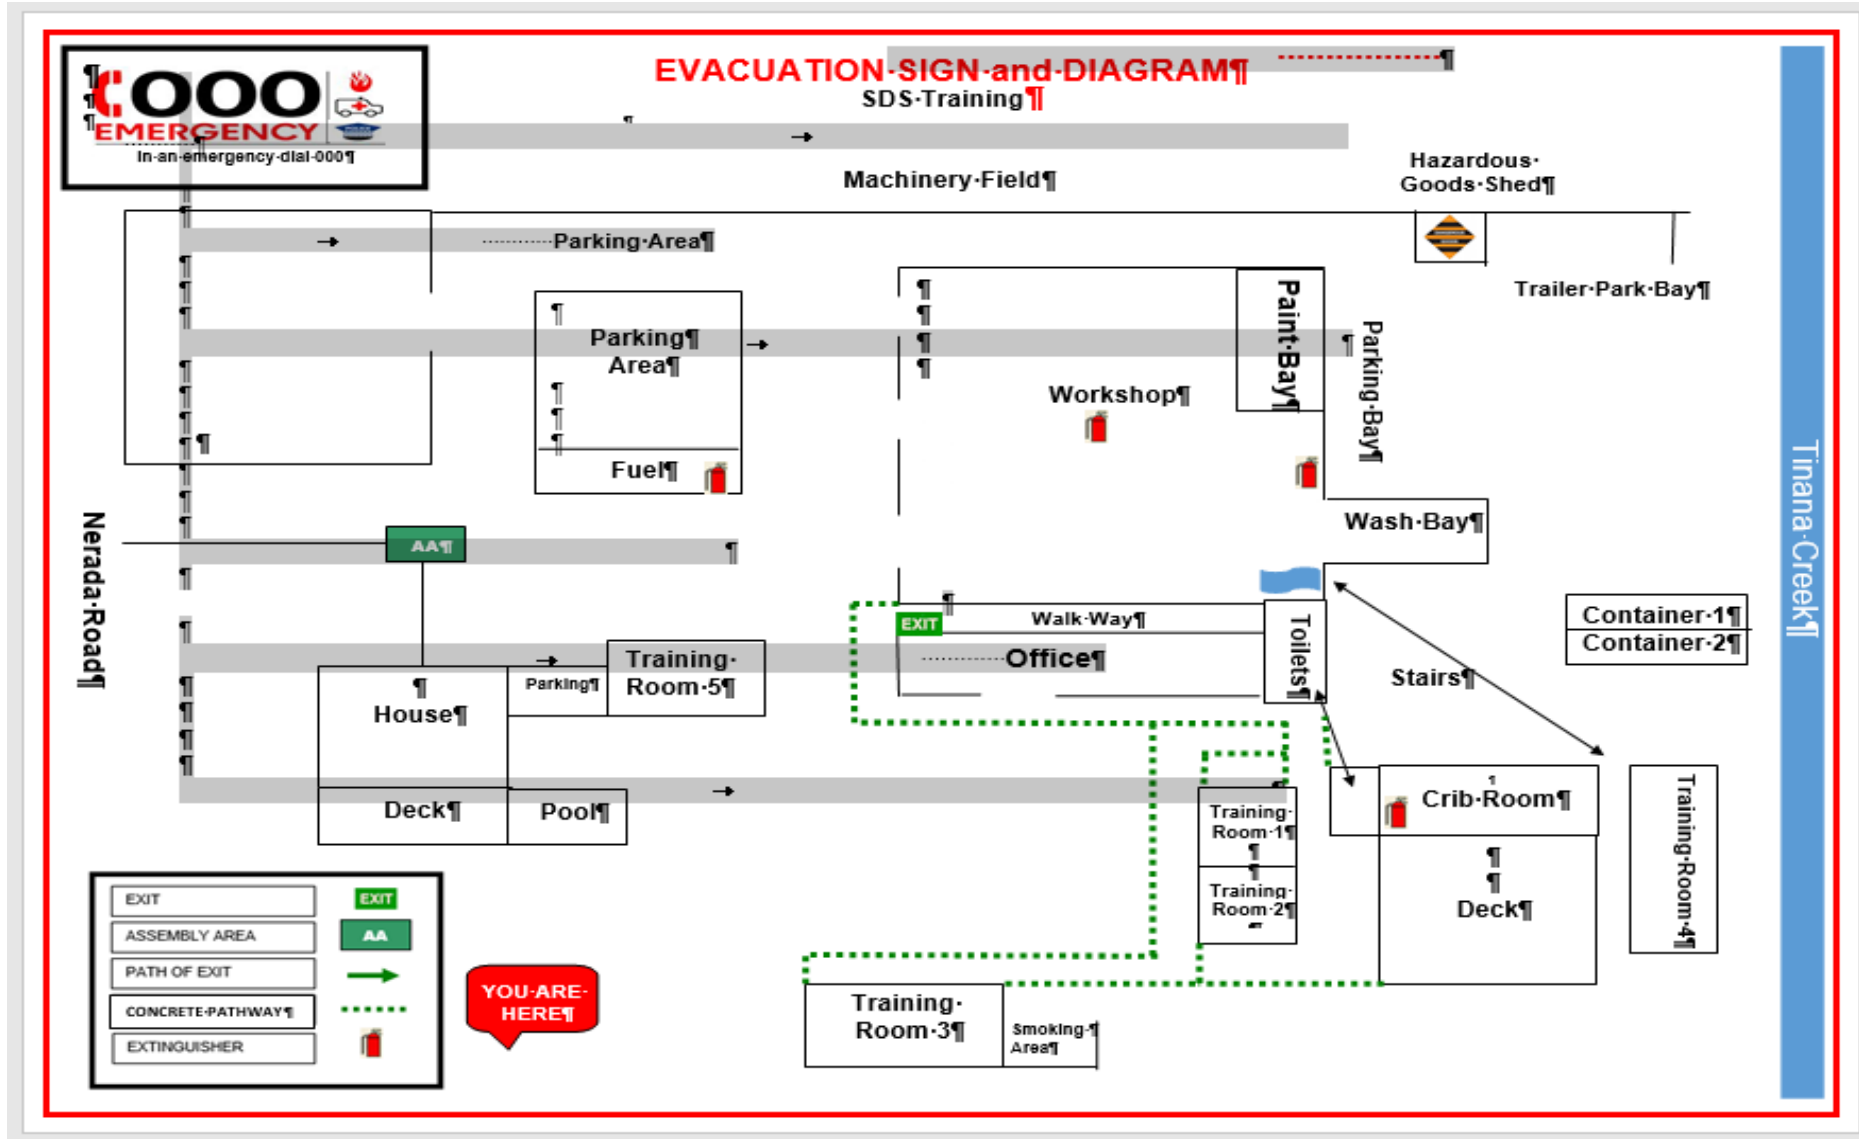 EVACUATION·SIGN·and·DIAGRAM¶
SDS·Training¶
000
EMERGENCY
POLICE
In·an·emergency·dial·000¶
Machinery·Field¶
Hazardous·
Goods·Shed¶
Parking·Area¶
Trailer·Park·Bay¶
Parking¶
Area¶
Fuel¶
Workshop¶
Paint·Bay¶
Parking·Bay¶
Wash·Bay¶
Tinana·Creek¶
Nerada·Road¶
AA¶
EXIT
Walk·Way¶
Office¶
Toilets¶
Stairs¶
Container·1¶
Container·2¶
House¶
Parking¶
Training·
Room·5¶
Deck¶
Pool¶
Training·
Room·1¶
Training·
Room·2¶
Crib·Room¶
Deck¶
Training·Room·4¶
Training·
Room·3¶
Smoking·¶
Area¶
YOU·ARE·
HERE¶
EXIT
EXIT
ASSEMBLY AREA
AA
PATH OF EXIT
CONCRETE·PATHWAY¶
EXTINGUISHER